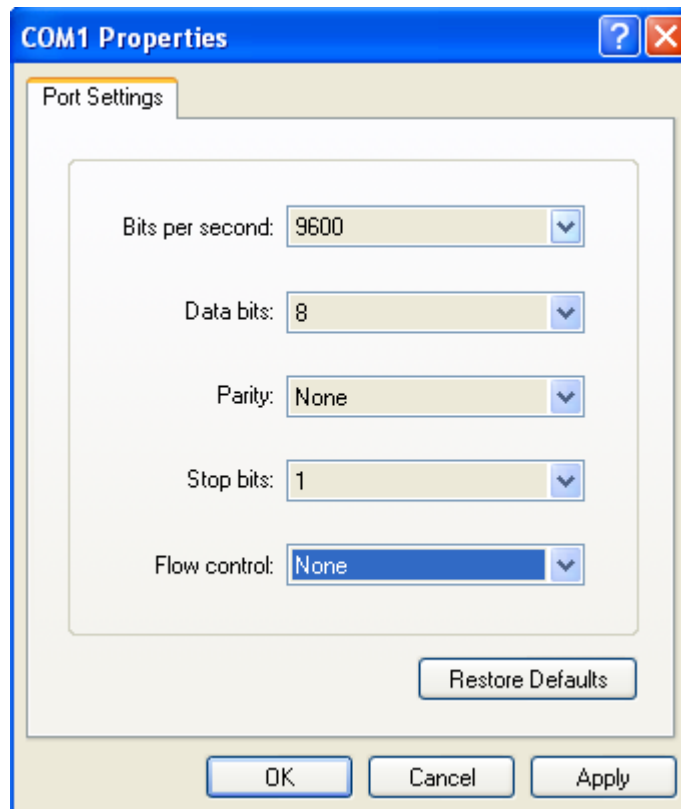 COM1 Properties
Port Settings
Bits per second: 9600
Data bits: 8
Parity: None
Stop bits: 1
Flow control: None
Restore Defaults
OK Cancel Apply